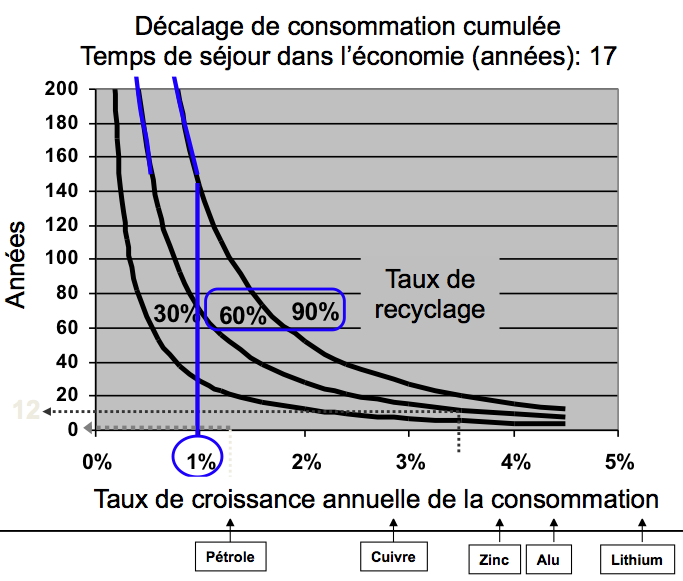 Décalage de consommation cumulée
Temps de séjour dans l'économie (années): 17
200
180
160
140
120
100
80
60
40
20
0
Années
12
30%
60%
90%
Taux de
recyclage
0%
1%
2%
3%
4%
5%
Taux de croissance annuelle de la consommation
Pétrole
Cuivre
Zinc
Alu
Lithium